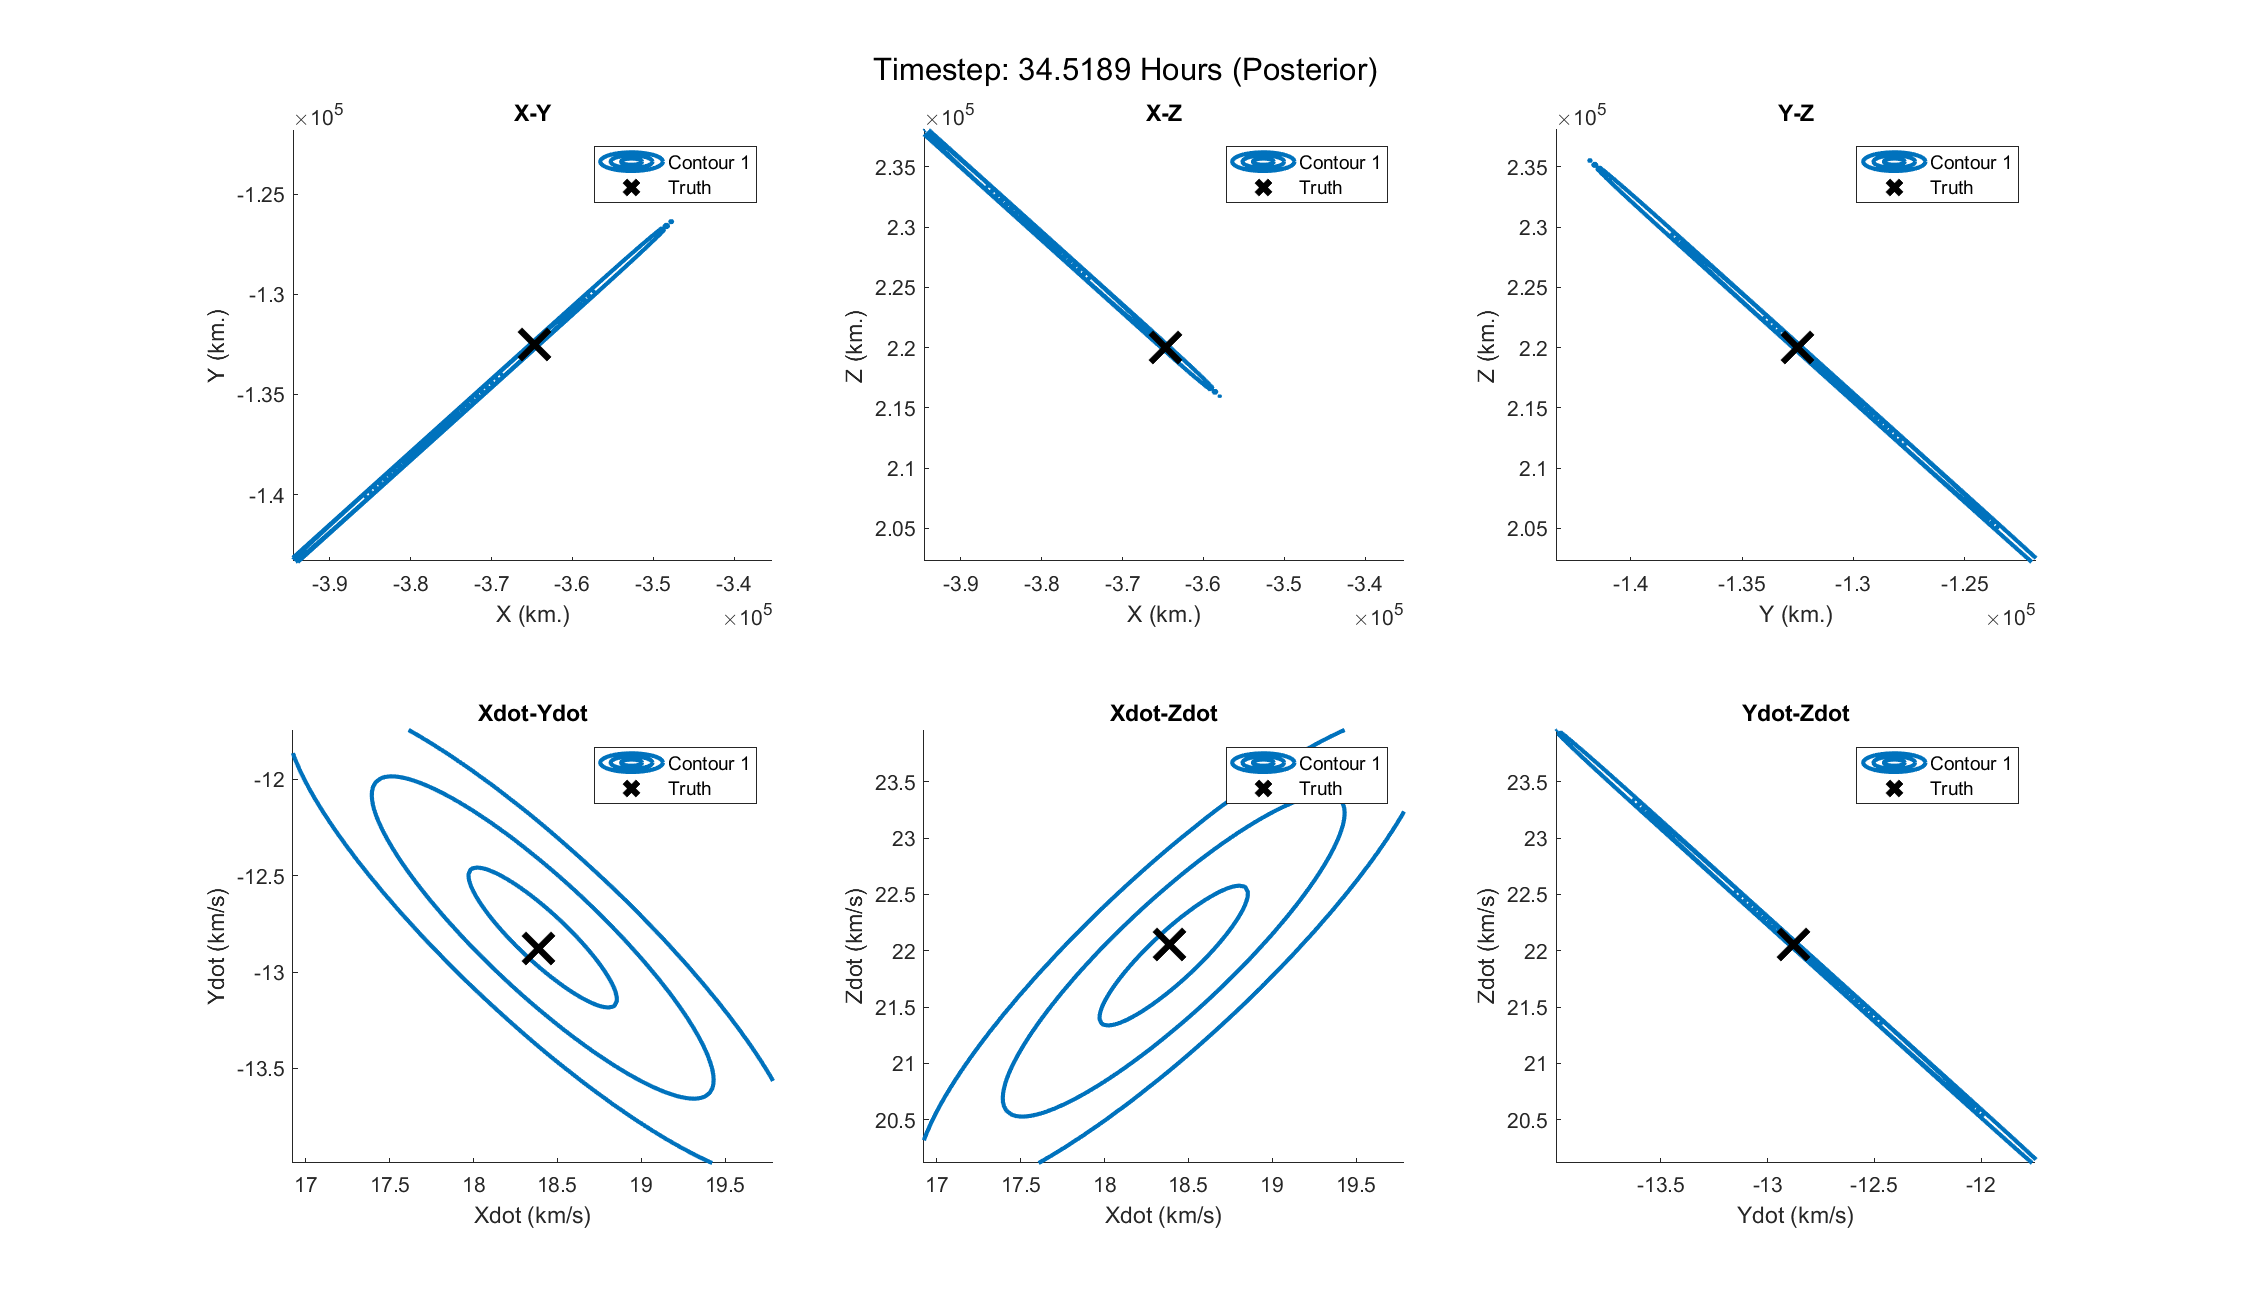 Timestep: 34.5189 Hours (Posterior)
X-Y
×10^5
-1.25
-1.3
-1.35
-1.4
Y (km.)
-3.9 -3.8 -3.7 -3.6 -3.5 -3.4
X (km.)
×10^5
Contour 1
Truth
X-Z
×10^5
2.35
2.3
2.25
2.2
2.15
2.1
2.05
Z (km.)
-3.9 -3.8 -3.7 -3.6 -3.5 -3.4
X (km.)
×10^5
Contour 1
Truth
Y-Z
×10^5
2.35
2.3
2.25
2.2
2.15
2.1
2.05
Z (km.)
-1.4 -1.35 -1.3 -1.25
Y (km.)
×10^5
Contour 1
Truth
Xdot-Ydot
-12
-12.5
-13
-13.5
Ydot (km/s)
17 17.5 18 18.5 19 19.5
Xdot (km/s)
Contour 1
Truth
Xdot-Zdot
23.5
23
22.5
22
21.5
21
20.5
Zdot (km/s)
17 17.5 18 18.5 19 19.5
Xdot (km/s)
Contour 1
Truth
Ydot-Zdot
23.5
23
22.5
22
21.5
21
20.5
Zdot (km/s)
-13.5 -13 -12.5 -12
Ydot (km/s)
Contour 1
Truth